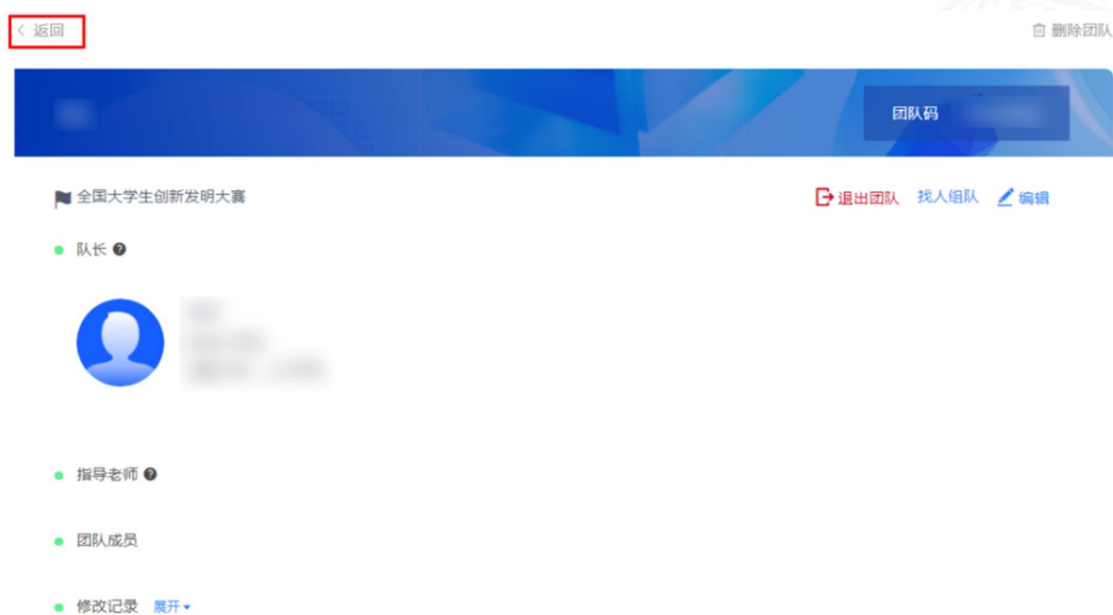 返回
删除团队
团队码
全国大学生创新发明大赛
退出团队 找人组队 编辑
队长
指导老师
团队成员
修改记录 展开